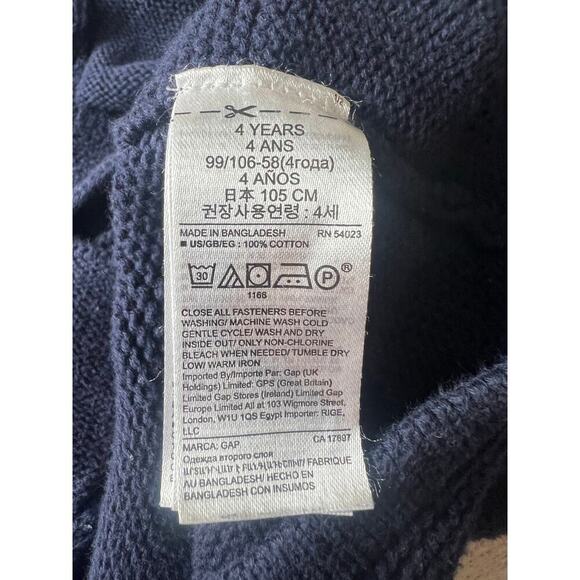 4 YEARS
4 ANS
99/106-58(4года)
4 AÑOS
日本 105 CM
권장사용연령 : 4세
MADE IN BANGLADESH RN 54023
■ US/GB/EG : 100% COTTON
30 P ®
1166
CLOSE ALL FASTENERS BEFORE
WASHING/ MACHINE WASH COLD
GENTLE CYCLE/ WASH AND DRY
INSIDE OUT/ ONLY NON-CHLORINE
BLEACH WHEN NEEDED/ TUMBLE DRY
LOW/ WARM IRON
Imported By/Importe Par: Gap (UK
Holdings) Limited: GPS (Great Britain)
Limited Gap Stores (Ireland) Limited Gap
Europe Limited All at 103 Wigmore Street,
London, W1U 1QS Egypt Importer: RIGE,
LLC
MARCA: GAP CA 17897
Одежда второго слоя
FABRIQUE
AU BANGLADESH/ HECHO EN
BANGLADESH CON INSUMOS